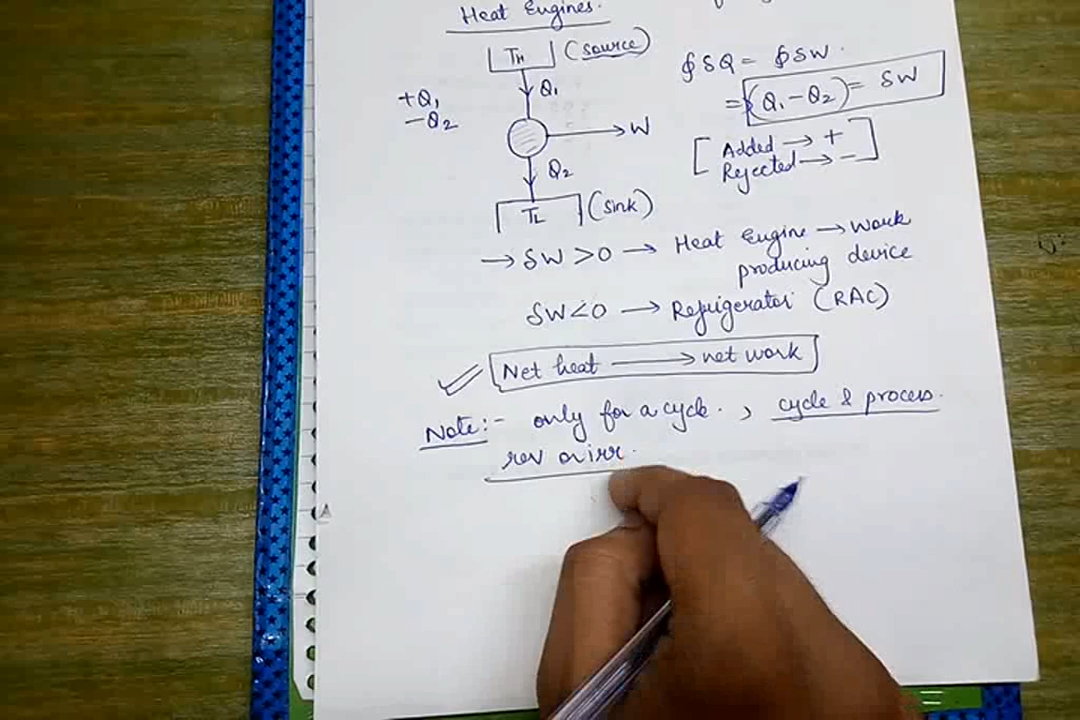 Heat Engines.
TH (source)
Q1
+Q1
-Q2
W
Q2
TL (sink)
∮δQ = ∮δW.
= (Q1-Q2) = δW
[Added → +
Rejected → -]
→ δW >0 → Heat Engine → work
producing device
δW<0 → Refrigerator (RAC)
Net heat → net work
Note:- only for a cycle. , cycle & process.
rev or irr.